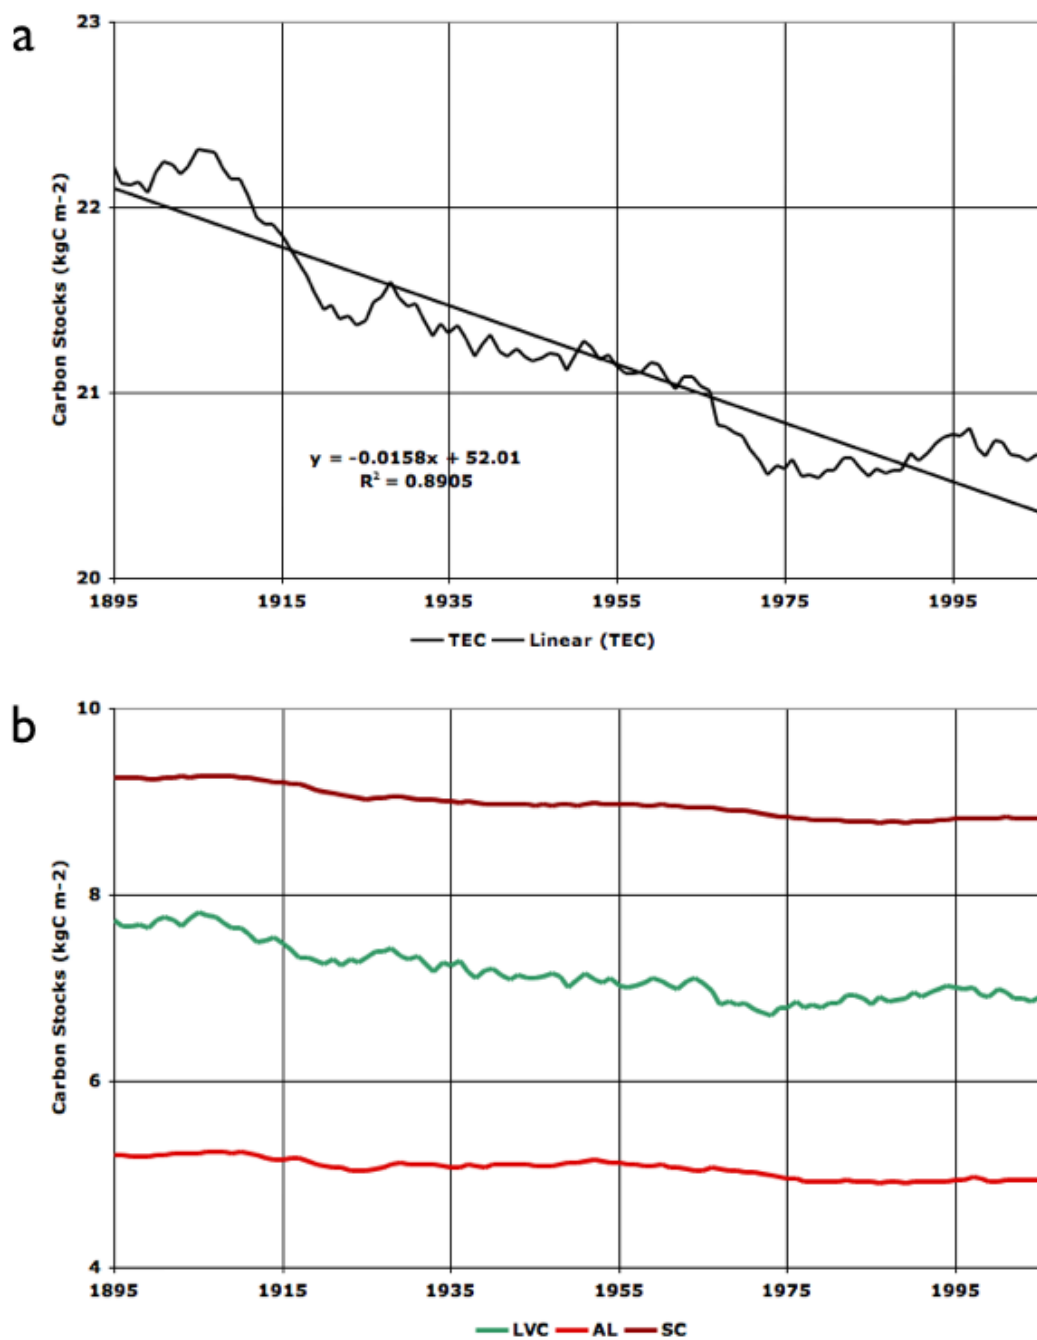 a
23
22
21
20
Carbon Stocks (kgC m-2)
y = -0.0158x + 52.01
R² = 0.8905
1895 1915 1935 1955 1975 1995
TEC Linear (TEC)
b
10
8
6
4
Carbon Stocks (kgC m-2)
1895 1915 1935 1955 1975 1995
LVC AL SC